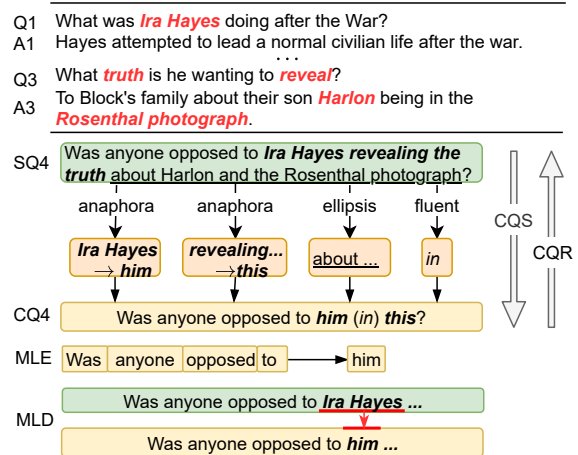 Q1 What was Ira Hayes doing after the War?
A1 Hayes attempted to lead a normal civilian life after the war.
...
Q3 What truth is he wanting to reveal?
A3 To Block's family about their son Harlon being in the
Rosenthal photograph.
SQ4 Was anyone opposed to Ira Hayes revealing the
truth about Harlon and the Rosenthal photograph?
anaphora anaphora ellipsis fluent
CQS CQR
Ira Hayes → him
revealing... → this
about ...
in
CQ4 Was anyone opposed to him (in) this?
MLE Was anyone opposed to him
MLD
Was anyone opposed to Ira Hayes ...
Was anyone opposed to him ...